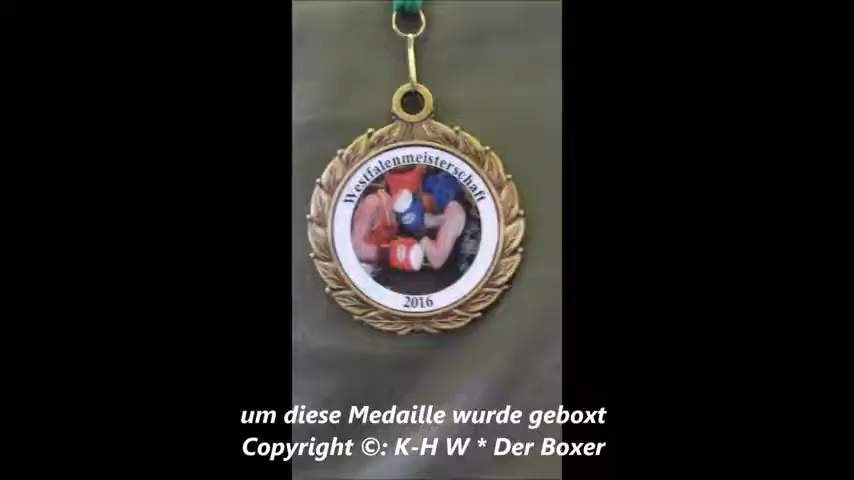 Westfalenmeisterschaft
2016
um diese Medaille wurde geboxt
Copyright ©: K-H W * Der Boxer